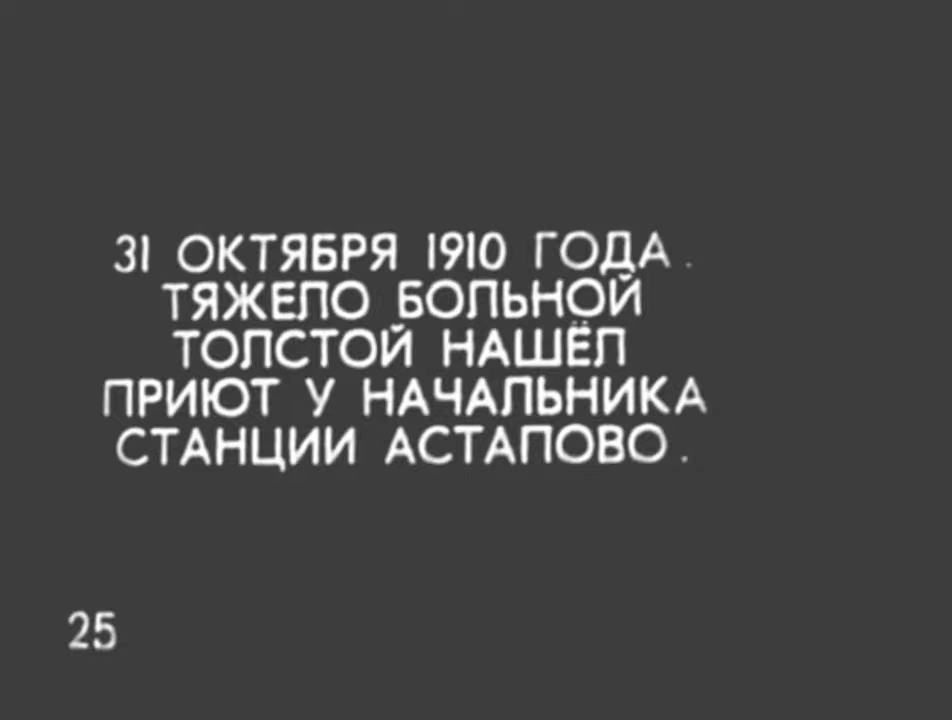 31 ОКТЯБРЯ 1910 ГОДА.
ТЯЖЕЛО БОЛЬНОЙ
ТОЛСТОЙ НАШЁЛ
ПРИЮТ У НАЧАЛЬНИКА
СТАНЦИИ АСТАПОВО.
25